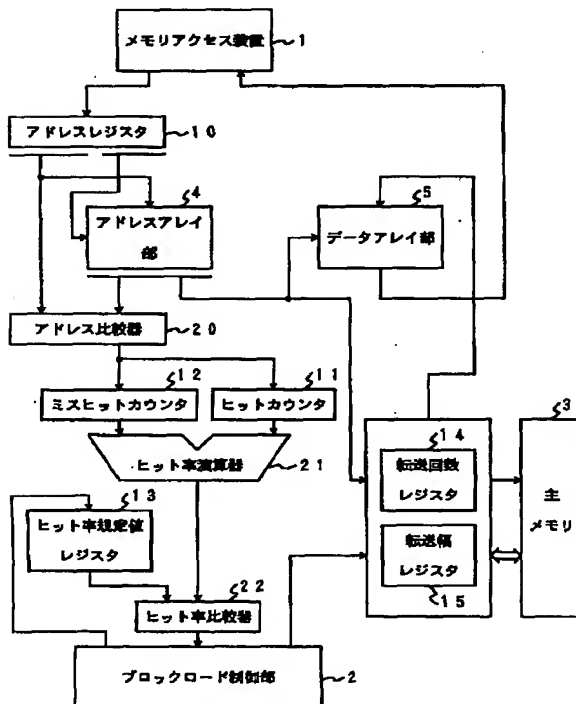 メモリアクセス装置
1
アドレスレジスタ
10
4
アドレスアレイ
部
5
データアレイ部
アドレス比較器
20
12
ミスヒットカウンタ
11
ヒットカウンタ
ヒット率演算器
21
13
ヒット率規定値
レジスタ
22
ヒット率比較器
ブロックロード制御部
2
14
転送回数
レジスタ
転送幅
レジスタ
15
3
主
メモリ